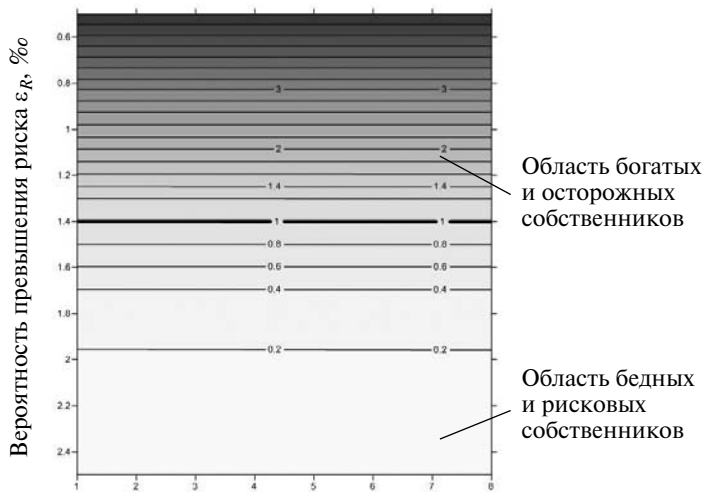 Вероятность превышения риска εR, ‰
0.6
0.8
1
1.2
1.4
1.6
1.8
2
2.2
2.4
3 3
2 2
1.4 1.4
1 1
0.8 0.8
0.6 0.6
0.4 0.4
0.2 0.2
1 2 3 4 5 6 7 8
Область богатых
и осторожных
собственников
Область бедных
и рисковых
собственников